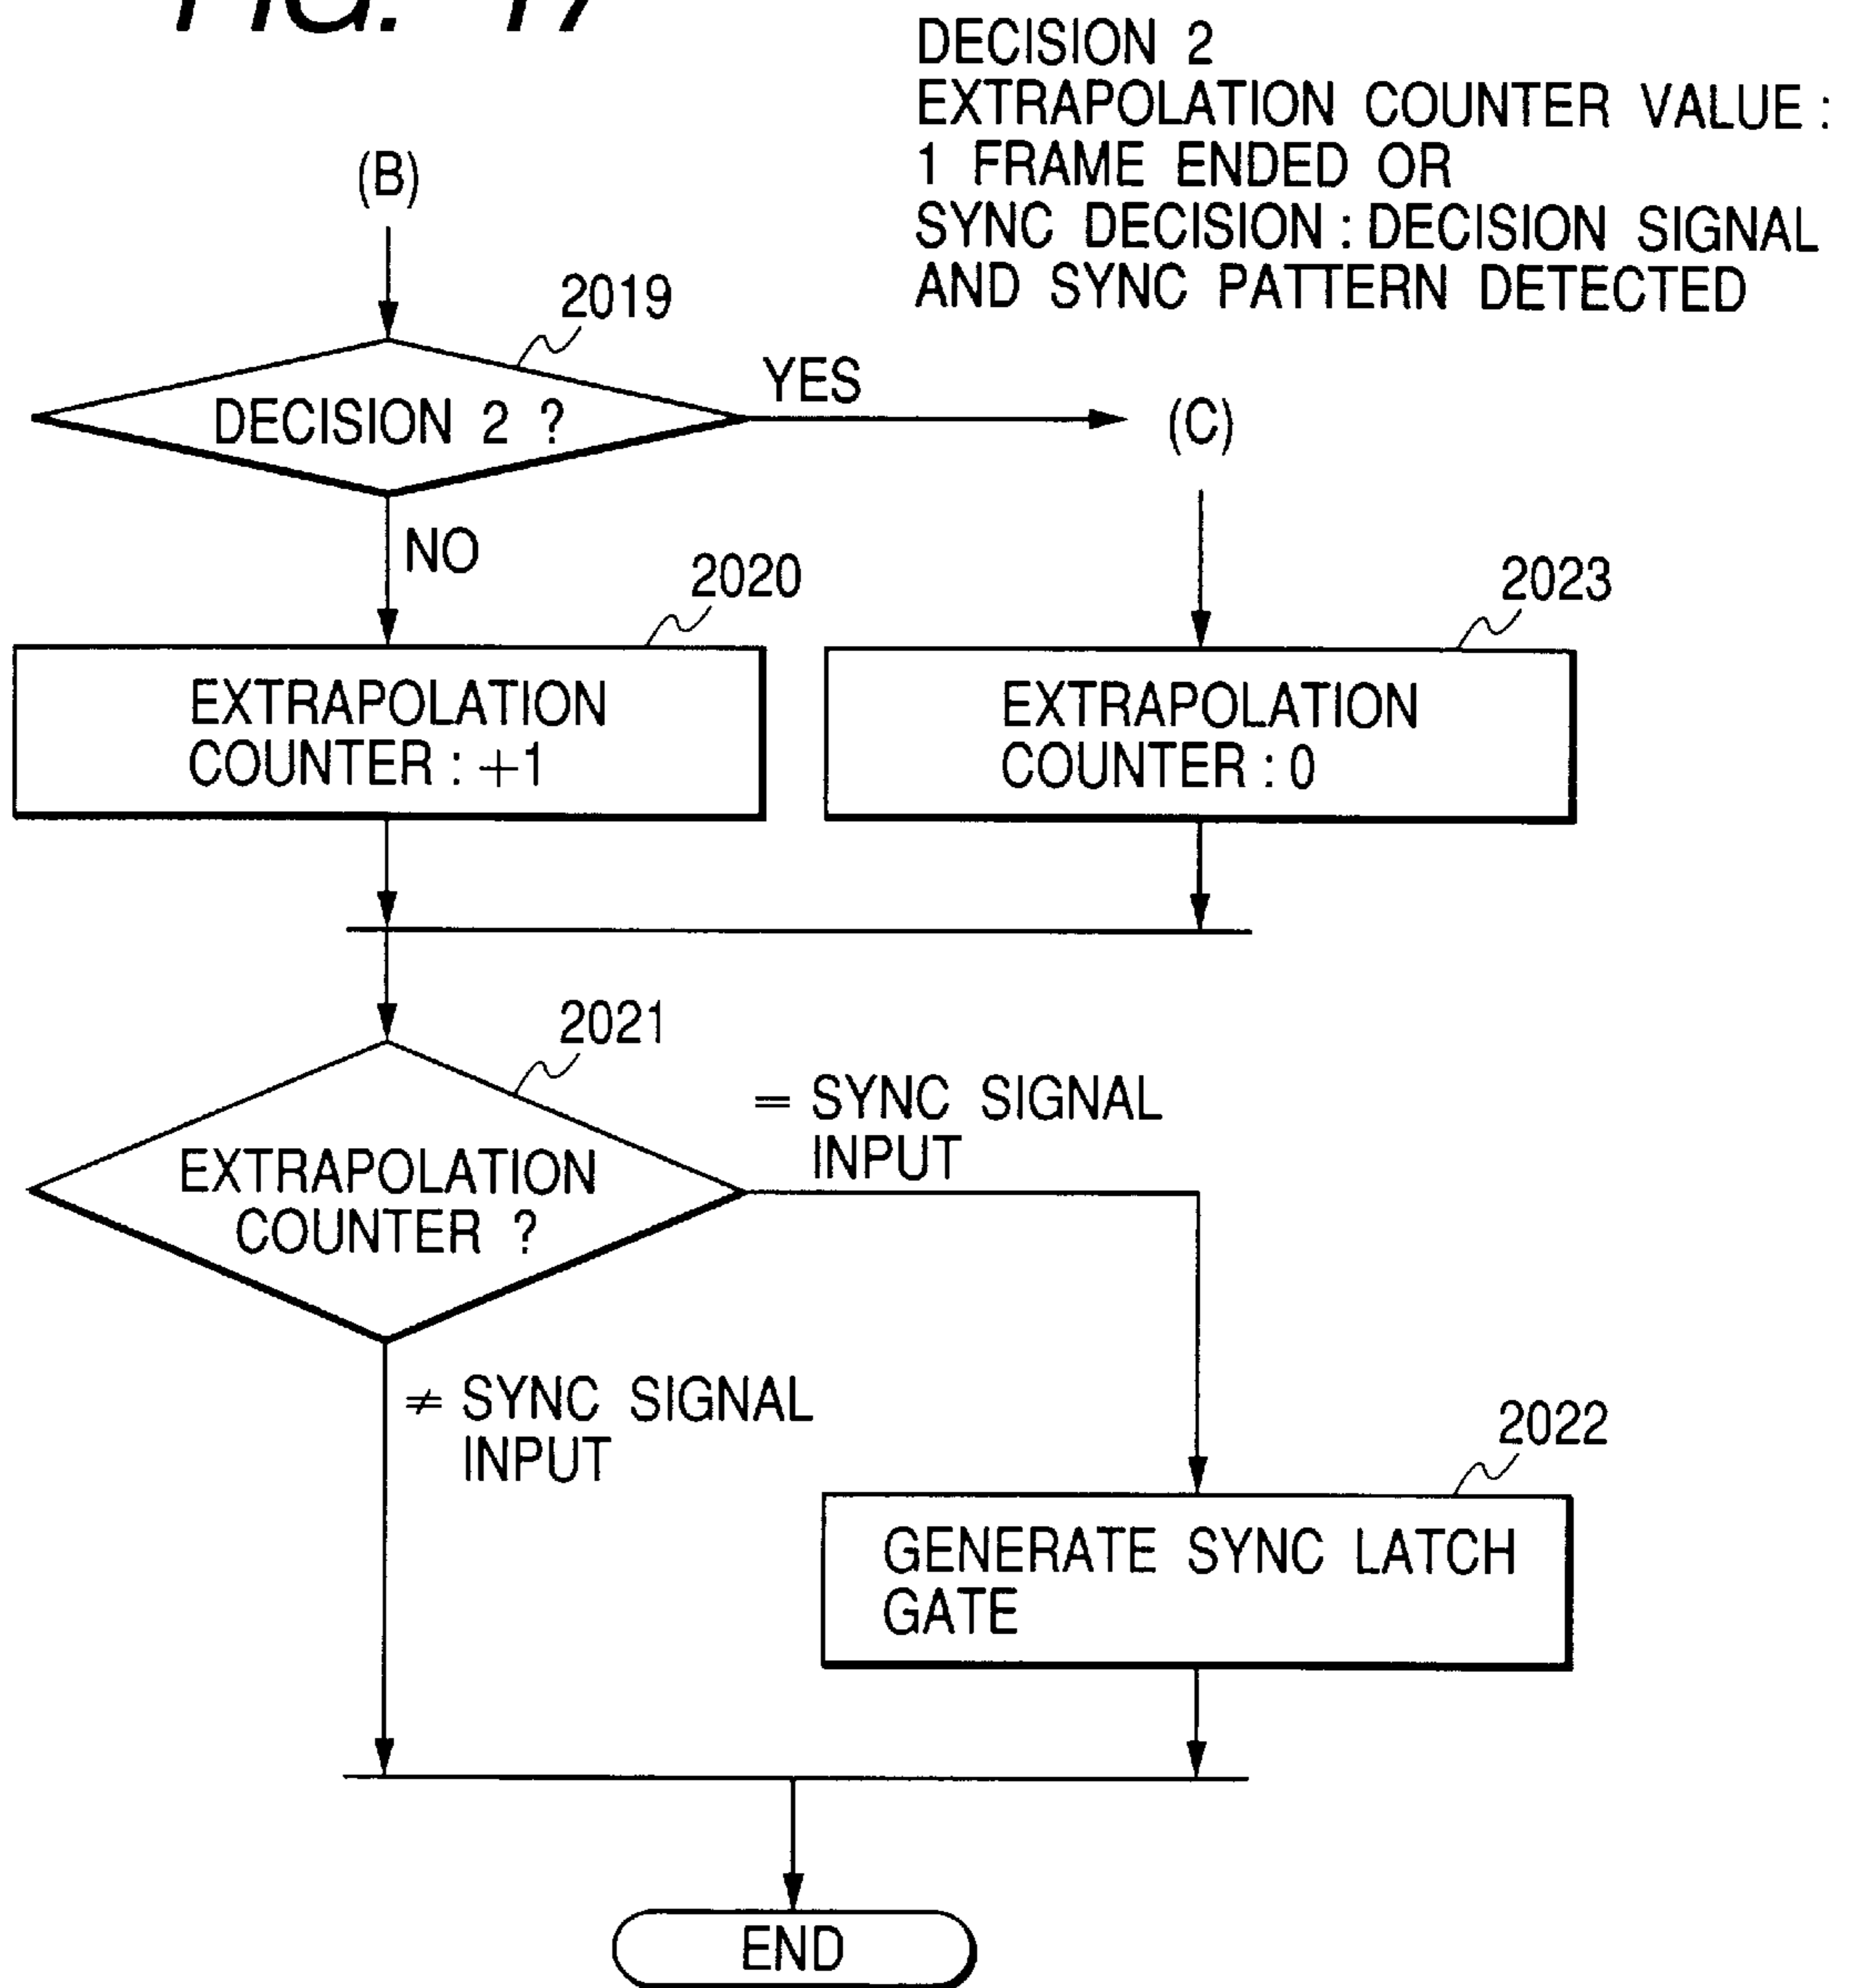 FIG. 17
DECISION 2
EXTRAPOLATION COUNTER VALUE :
1 FRAME ENDED OR
SYNC DECISION : DECISION SIGNAL
AND SYNC PATTERN DETECTED
(B)
2019
DECISION 2 ?
YES
(C)
NO
2020
2023
EXTRAPOLATION
COUNTER : +1
EXTRAPOLATION
COUNTER : 0
2021
= SYNC SIGNAL
INPUT
EXTRAPOLATION
COUNTER ?
≠ SYNC SIGNAL
INPUT
2022
GENERATE SYNC LATCH
GATE
END